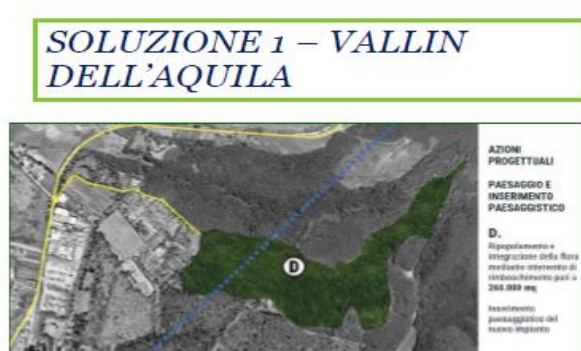 SOLUZIONE 1 – VALLIN
DELL'AQUILA
AZIONI
PROGETTUALI
PAESAGGIO E
INSERIMENTO
PAESAGGISTICO
D.
Ripopolamento e
integrazione della flora
mediante intervento di
rimboschimento pari a
260.000 mq
Inserimento
paesaggistico del
nuovo impianto
D